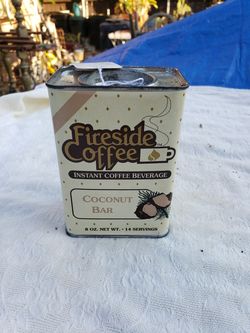 Fireside
Coffee
INSTANT COFFEE BEVERAGE
COCONUT
BAR
8 OZ. NET WT. · 14 SERVINGS